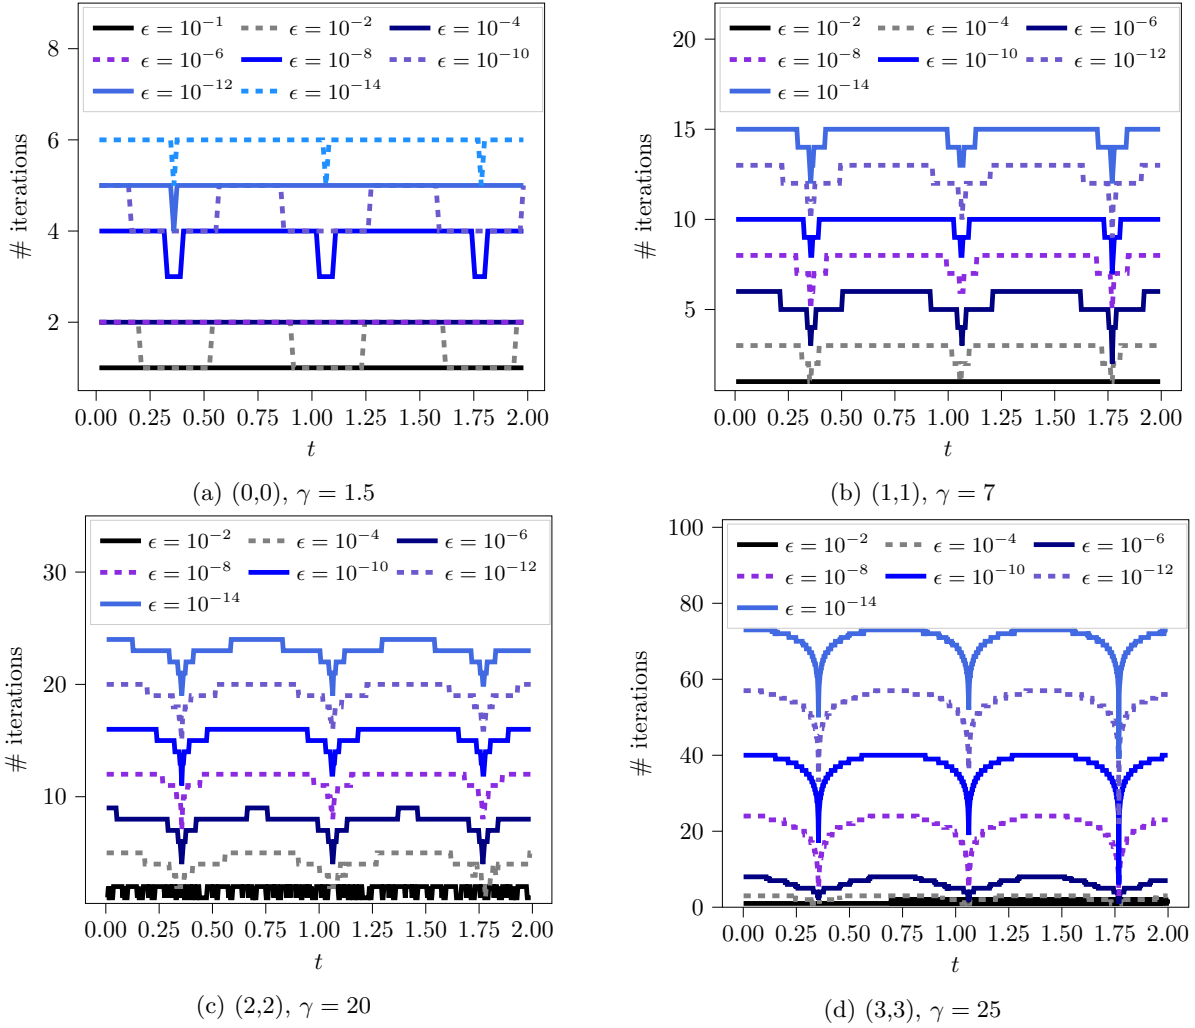 ϵ = 10⁻¹ ϵ = 10⁻² ϵ = 10⁻⁴
ϵ = 10⁻⁶ ϵ = 10⁻⁸ ϵ = 10⁻¹⁰
ϵ = 10⁻¹² ϵ = 10⁻¹⁴
8
6
4
2
# iterations
0.00 0.25 0.50 0.75 1.00 1.25 1.50 1.75 2.00
t
(a) (0,0), γ = 1.5
ϵ = 10⁻² ϵ = 10⁻⁴ ϵ = 10⁻⁶
ϵ = 10⁻⁸ ϵ = 10⁻¹⁰ ϵ = 10⁻¹²
ϵ = 10⁻¹⁴
20
15
10
5
# iterations
0.00 0.25 0.50 0.75 1.00 1.25 1.50 1.75 2.00
t
(b) (1,1), γ = 7
ϵ = 10⁻² ϵ = 10⁻⁴ ϵ = 10⁻⁶
ϵ = 10⁻⁸ ϵ = 10⁻¹⁰ ϵ = 10⁻¹²
ϵ = 10⁻¹⁴
30
20
10
# iterations
0.00 0.25 0.50 0.75 1.00 1.25 1.50 1.75 2.00
t
(c) (2,2), γ = 20
ϵ = 10⁻² ϵ = 10⁻⁴ ϵ = 10⁻⁶
ϵ = 10⁻⁸ ϵ = 10⁻¹⁰ ϵ = 10⁻¹²
ϵ = 10⁻¹⁴
100
80
60
40
20
0
# iterations
0.00 0.25 0.50 0.75 1.00 1.25 1.50 1.75 2.00
t
(d) (3,3), γ = 25